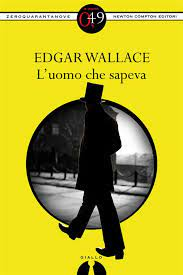 ZEROQUARANTANOVE
0,49
NEWTON COMPTON EDITORI
EDGAR WALLACE
L'uomo che sapeva
GIALLO